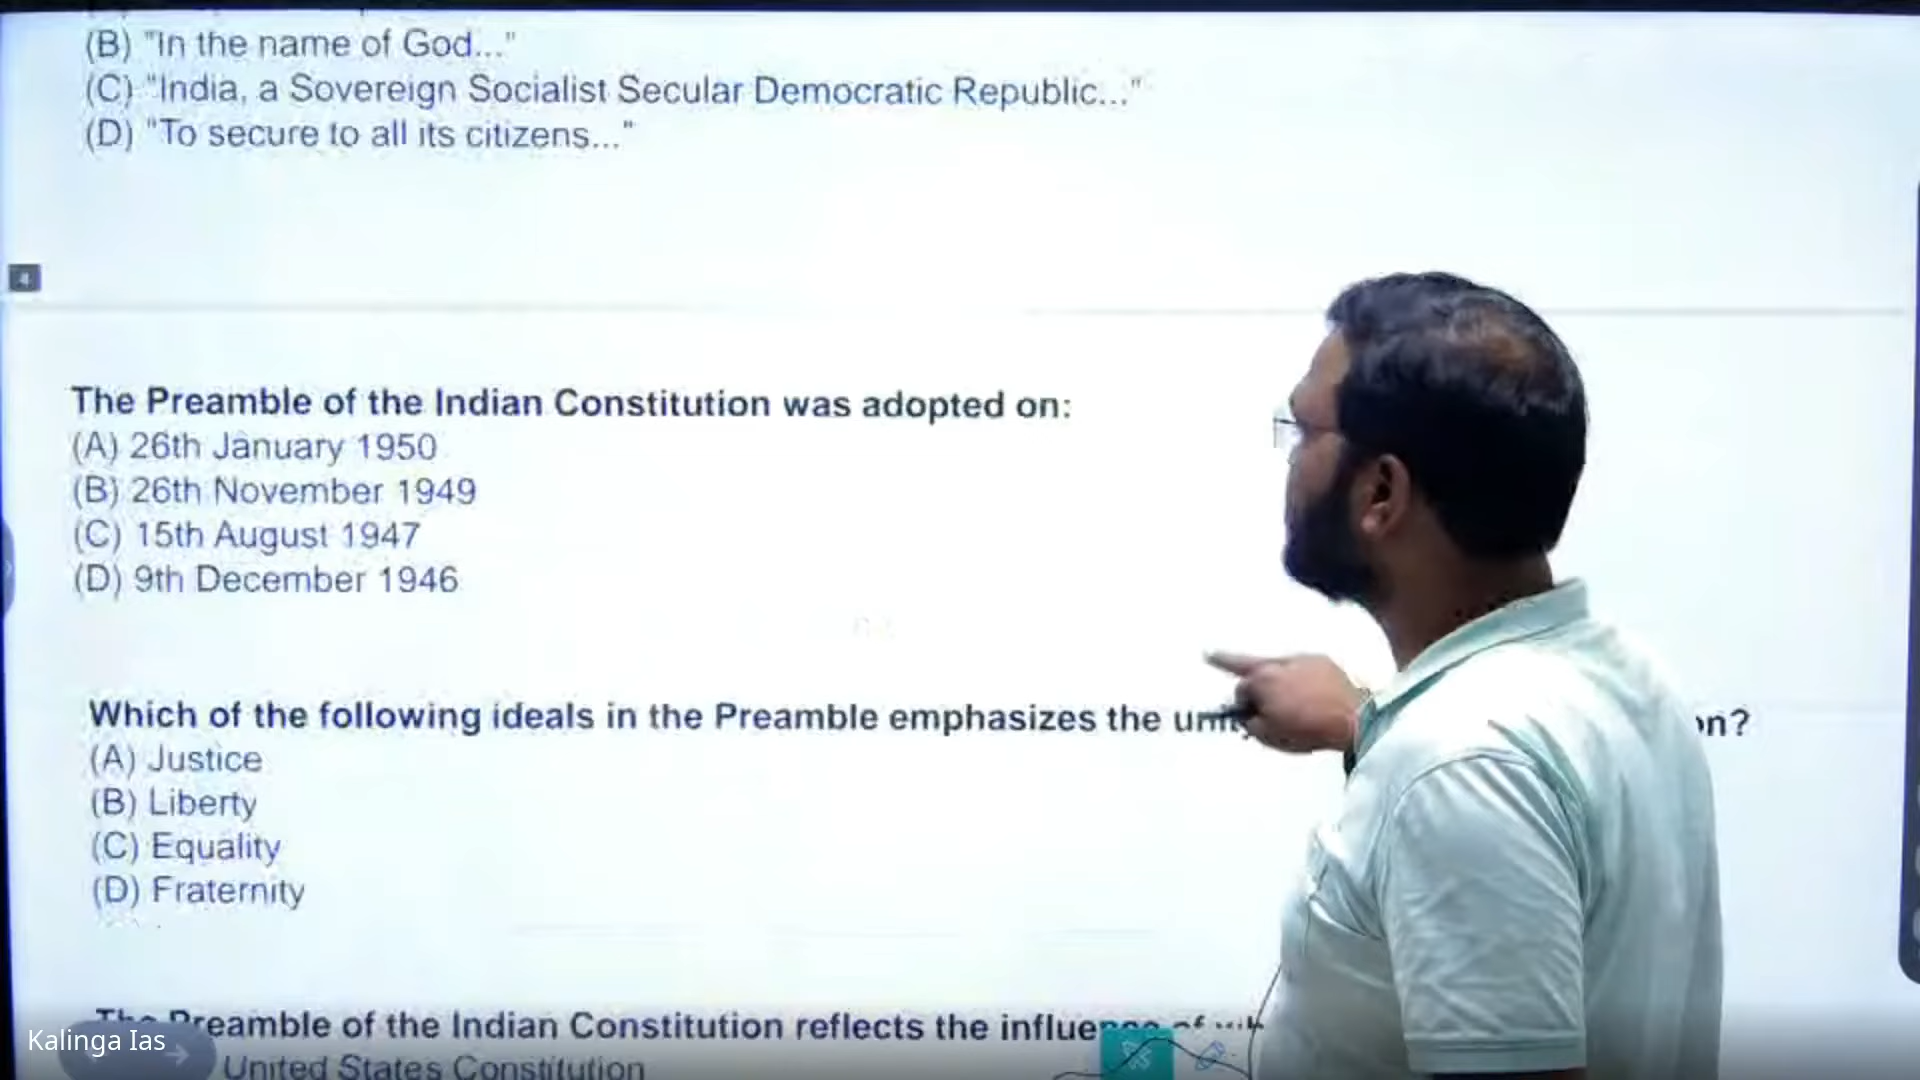 (B) "In the name of God..."
(C) "India, a Sovereign Socialist Secular Democratic Republic..."
(D) "To secure to all its citizens..."
4
The Preamble of the Indian Constitution was adopted on:
(A) 26th January 1950
(B) 26th November 1949
(C) 15th August 1947
(D) 9th December 1946
Which of the following ideals in the Preamble emphasizes the
(A) Justice
(B) Liberty
(C) Equality
(D) Fraternity
The Preamble of the Indian Constitution reflects the
United States Constitution
Kalinga Ias